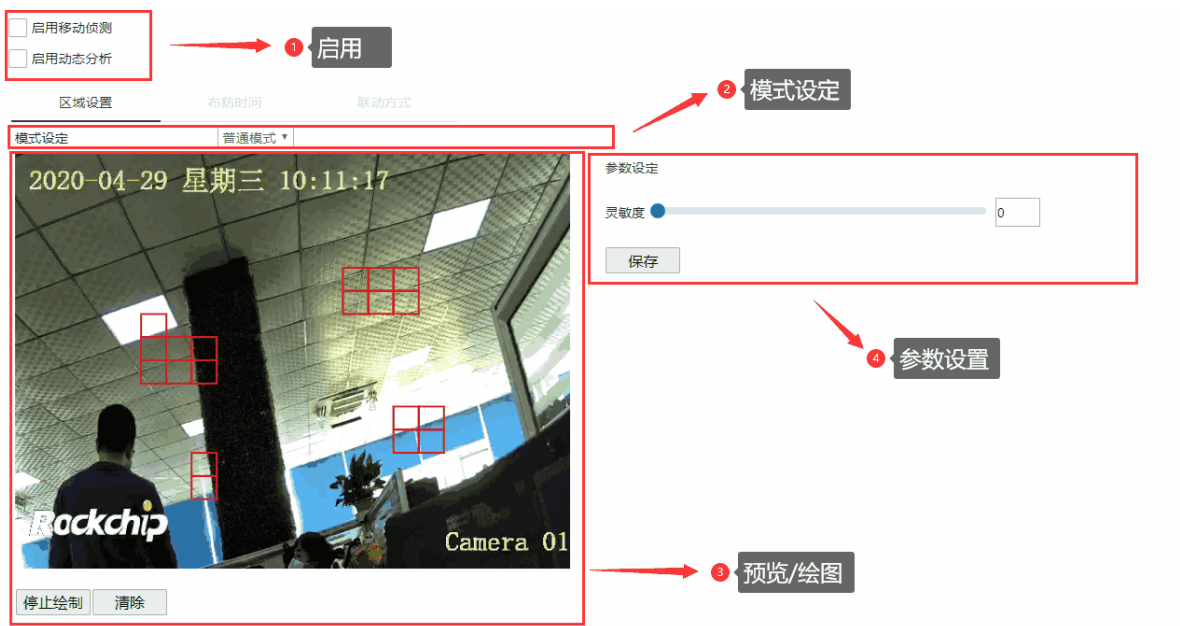 启用移动侦测
启用动态分析
1 启用
区域设置 布防时间 联动方式
2 模式设定
模式设定 普通模式
2020-04-29 星期三 10:11:17
参数设定
灵敏度 0
保存
4 参数设置
Rockchip
Camera 01
3 预览/绘图
停止绘制 清除